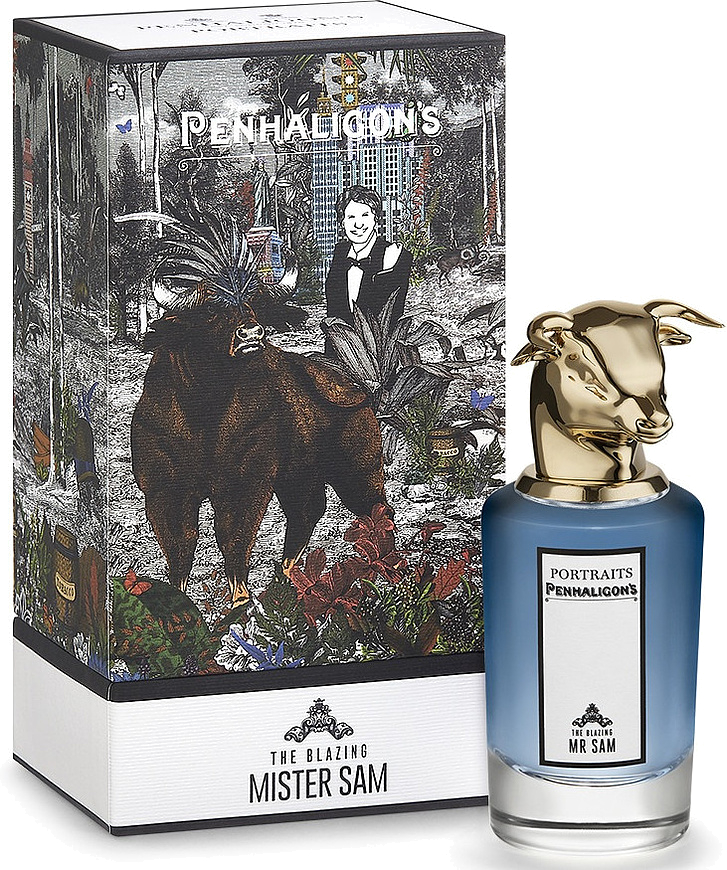 PENHALIGON'S
THE BLAZING
MISTER SAM
PORTRAITS
PENHALIGON'S
THE BLAZING
MR SAM